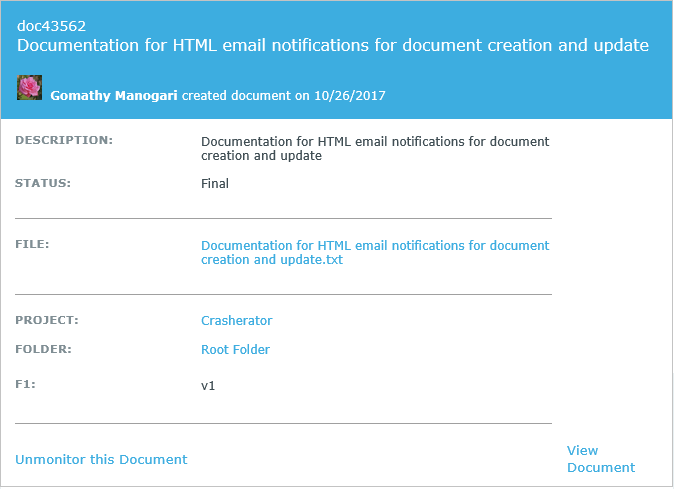 doc43562
Documentation for HTML email notifications for document creation and update
Gomathy Manogari created document on 10/26/2017
DESCRIPTION: Documentation for HTML email notifications for document
creation and update
STATUS: Final
FILE: Documentation for HTML email notifications for document
creation and update.txt
PROJECT: Crasherator
FOLDER: Root Folder
F1: v1
Unmonitor this Document
View
Document